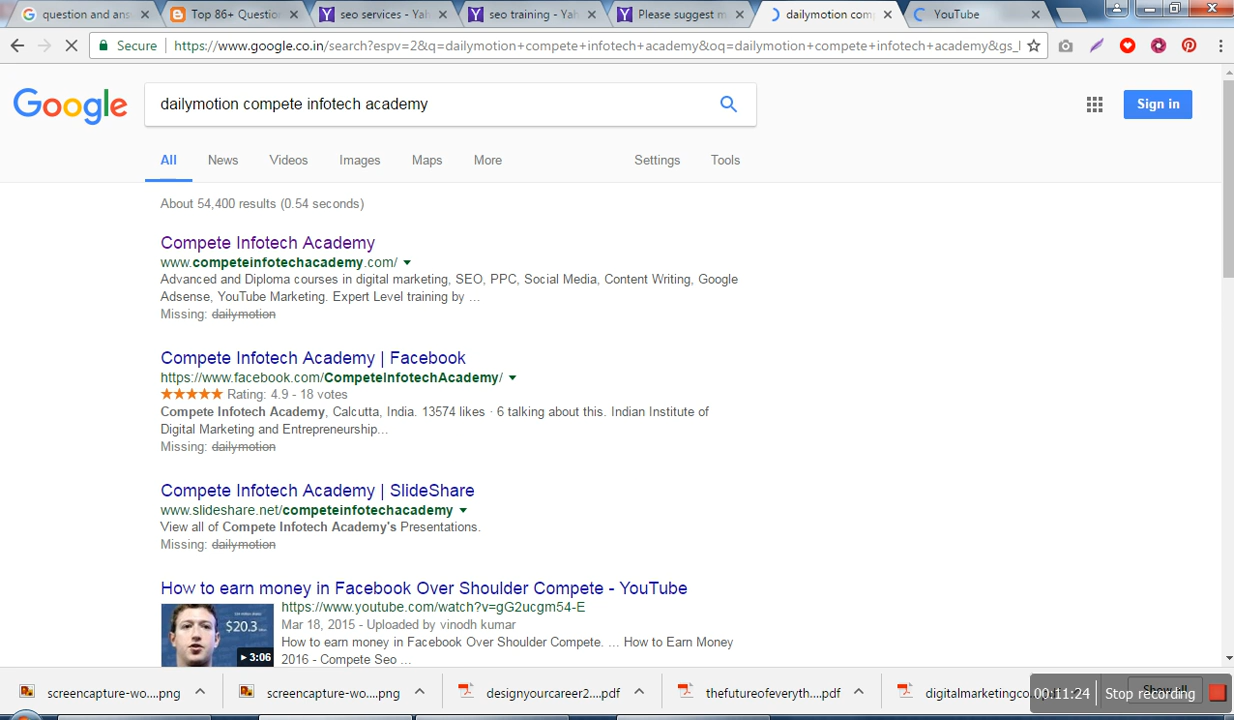 question and ans
Top 86+ Questio
seo services - Yah
seo training - Yah
Please suggest m
dailymotion comp
YouTube
Secure
https://www.google.co.in/search?espv=2&q=dailymotion+compete+infotech+academy&oq=dailymotion+compete+infotech+academy&gs_l
Google
dailymotion compete infotech academy
Sign in
All News Videos Images Maps More Settings Tools
About 54,400 results (0.54 seconds)
Compete Infotech Academy
www.competeinfotechacademy.com/
Advanced and Diploma courses in digital marketing, SEO, PPC, Social Media, Content Writing, Google
Adsense, YouTube Marketing. Expert Level training by ...
Missing: dailymotion
Compete Infotech Academy | Facebook
https://www.facebook.com/CompeteInfotechAcademy/
Rating: 4.9 - 18 votes
Compete Infotech Academy, Calcutta, India. 13574 likes · 6 talking about this. Indian Institute of
Digital Marketing and Entrepreneurship...
Missing: dailymotion
Compete Infotech Academy | SlideShare
www.slideshare.net/competeinfotechacademy
View all of Compete Infotech Academy's Presentations.
Missing: dailymotion
How to earn money in Facebook Over Shoulder Compete - YouTube
https://www.youtube.com/watch?v=gG2ucgm54-E
Mar 18, 2015 - Uploaded by vinodh kumar
How to earn money in Facebook Over Shoulder Compete. ... How to Earn Money
2016 - Compete Seo ...
$20.3
3:06
screencapture-wo....png
screencapture-wo....png
designyourcareer2....pdf
thefutureofeveryth....pdf
digitalmarketingco
Show all
00:11:24 Stop recording